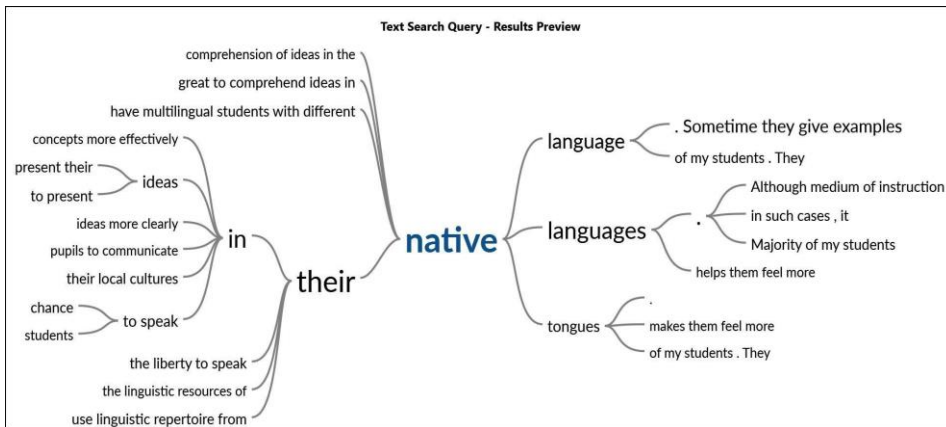 Text Search Query - Results Preview
comprehension of ideas in the
great to comprehend ideas in
have multilingual students with different
concepts more effectively
present their
to present
ideas
ideas more clearly
pupils to communicate
their local cultures
chance
students
to speak
in
the liberty to speak
the linguistic resources of
use linguistic repertoire from
their
native
language
. Sometime they give examples
of my students . They
languages
.
Although medium of instruction
in such cases , it
Majority of my students
helps them feel more
tongues
.
makes them feel more
of my students . They